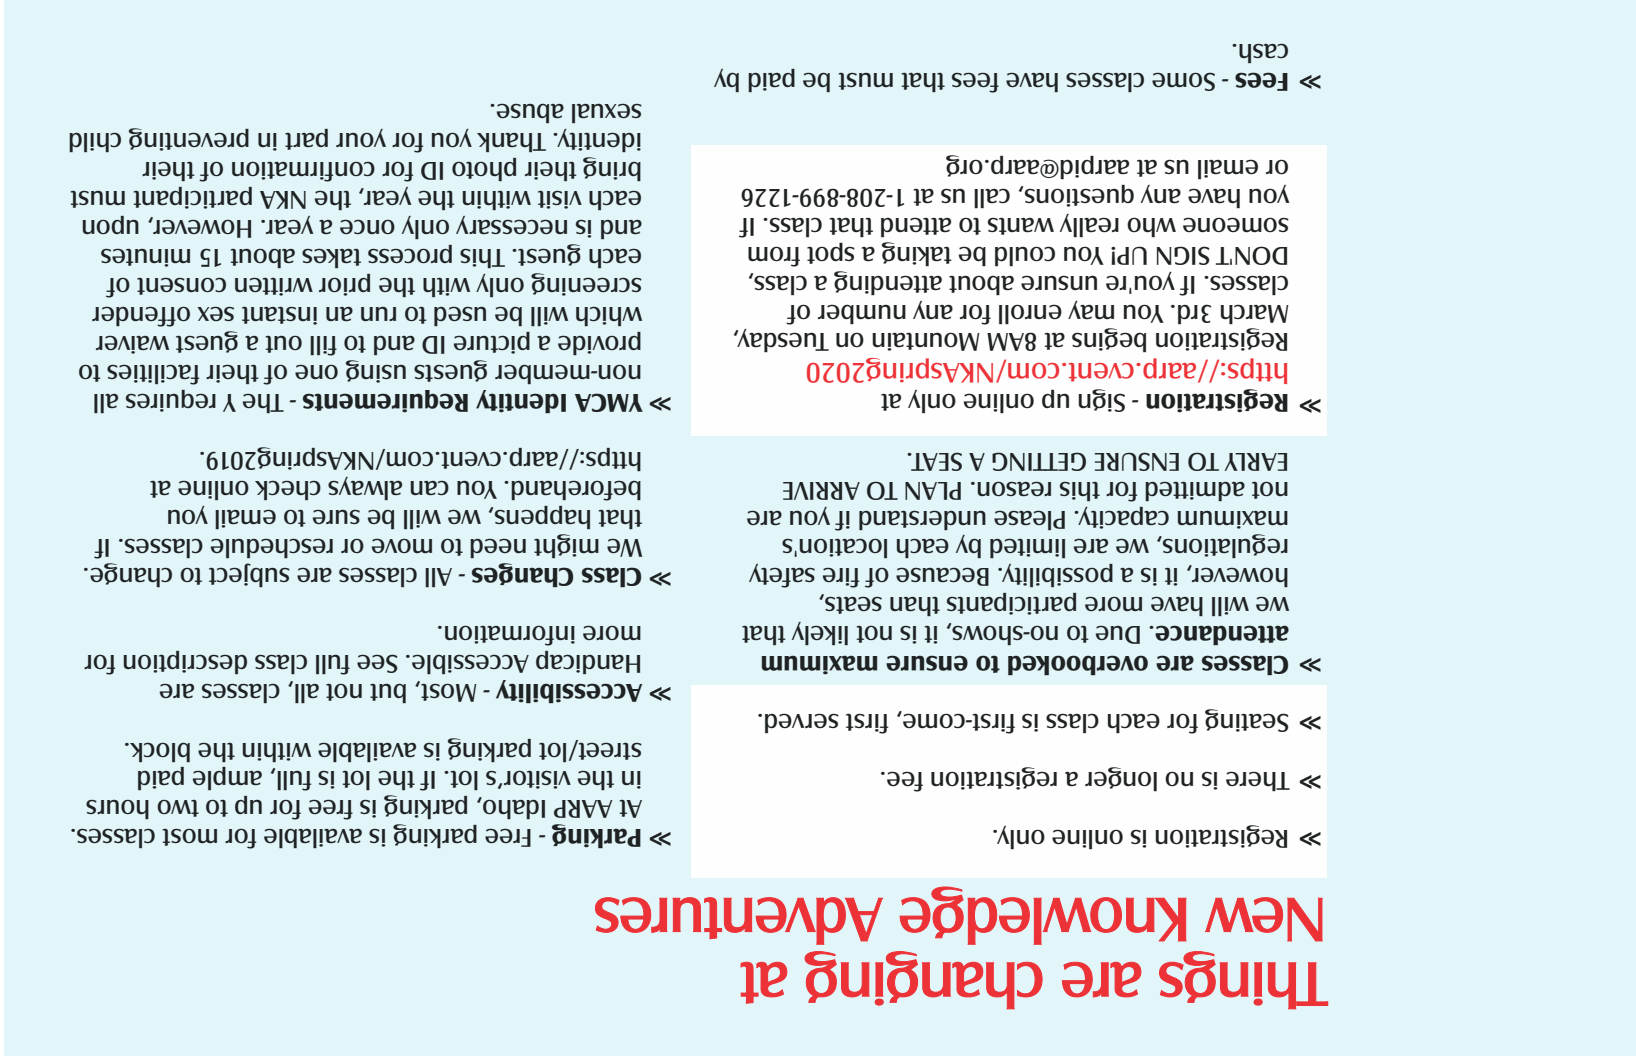 Things are changing at
New Knowledge Adventures
» Registration is online only.
» There is no longer a registration fee.
» Seating for each class is first-come, first served.
» Classes are overbooked to ensure maximum
attendance. Due to no-shows, it is not likely that
we will have more participants than seats,
however, it is a possibility. Because of fire safety
regulations, we are limited by each location's
maximum capacity. Please understand if you are
not admitted for this reason. PLAN TO ARRIVE
EARLY TO ENSURE GETTING A SEAT.
» Registration - Sign up online only at
https://aarp.cvent.com/NKAspring2020
Registration begins at 8AM Mountain on Tuesday,
March 3rd. You may enroll for any number of
classes. If you're unsure about attending a class,
DON'T SIGN UP! You could be taking a spot from
someone who really wants to attend that class. If
you have any questions, call us at 1-208-899-1226
or email us at aarpid@aarp.org
» Fees - Some classes have fees that must be paid by
cash.
» Parking - Free parking is available for most classes.
At AARP Idaho, parking is free for up to two hours
in the visitor's lot. If the lot is full, ample paid
street/lot parking is available within the block.
» Accessibility - Most, but not all, classes are
Handicap Accessible. See full class description for
more information.
» Class Changes - All classes are subject to change.
We might need to move or reschedule classes. If
that happens, we will be sure to email you
beforehand. You can always check online at
https://aarp.cvent.com/NKAspring2019.
» YMCA Identity Requirements - The Y requires all
non-member guests using one of their facilities to
provide a picture ID and to fill out a guest waiver
which will be used to run an instant sex offender
screening only with the prior written consent of
each guest. This process takes about 15 minutes
and is necessary only once a year. However, upon
each visit within the year, the NKA participant must
bring their photo ID for confirmation of their
identity. Thank you for your part in preventing child
sexual abuse.